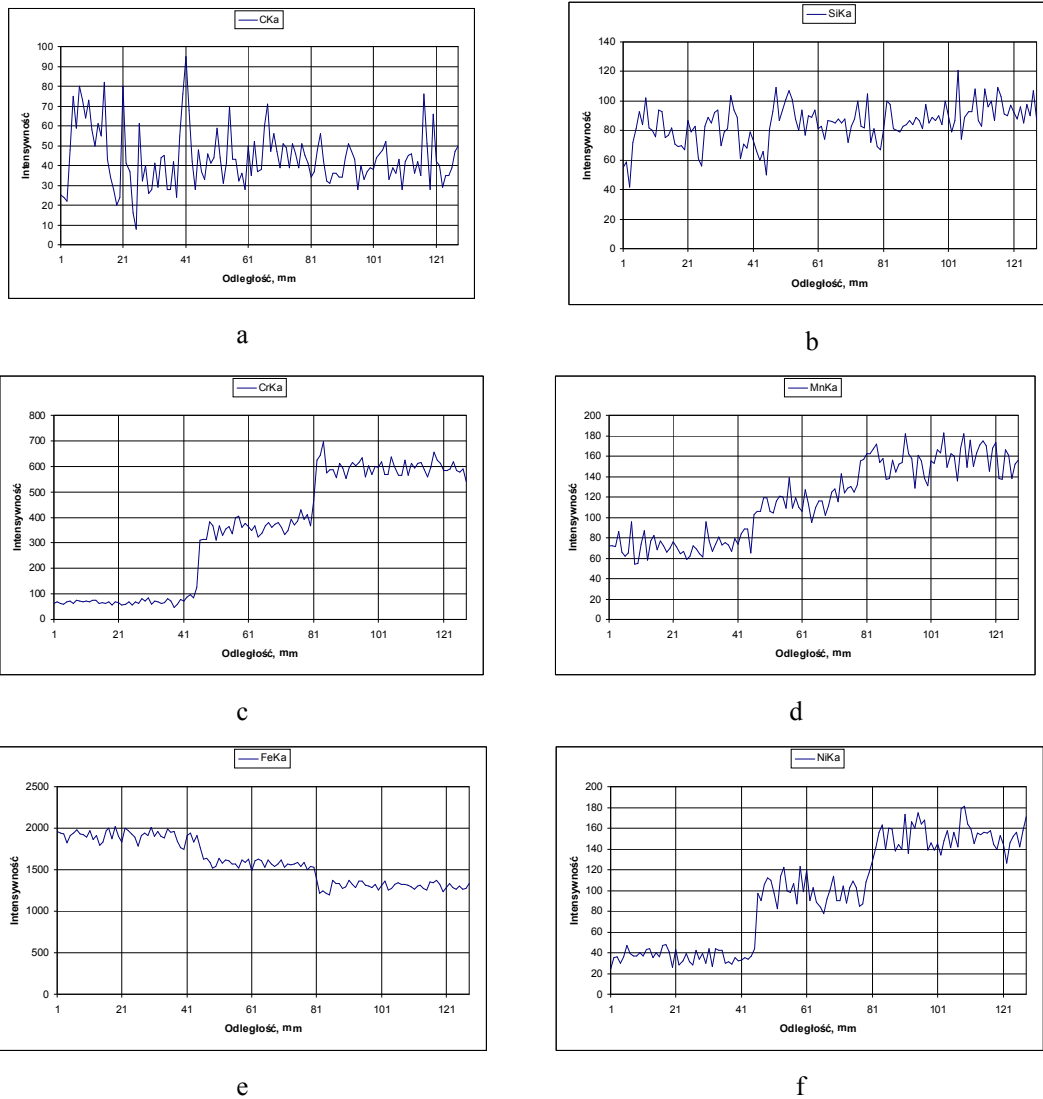 CKa
Intensywność
100
90
80
70
60
50
40
30
20
10
0
1 21 41 61 81 101 121
Odległość, mm
a
SiKa
Intensywność
140
120
100
80
60
40
20
0
1 21 41 61 81 101 121
Odległość, mm
b
CrKa
Intensywność
800
700
600
500
400
300
200
100
0
1 21 41 61 81 101 121
Odległość, mm
c
MnKa
Intensywność
200
180
160
140
120
100
80
60
40
20
0
1 21 41 61 81 101 121
Odległość, mm
d
FeKa
Intensywność
2500
2000
1500
1000
500
0
1 21 41 61 81 101 121
Odległość, mm
e
NiKa
Intensywność
200
180
160
140
120
100
80
60
40
20
0
1 21 41 61 81 101 121
Odległość, mm
f